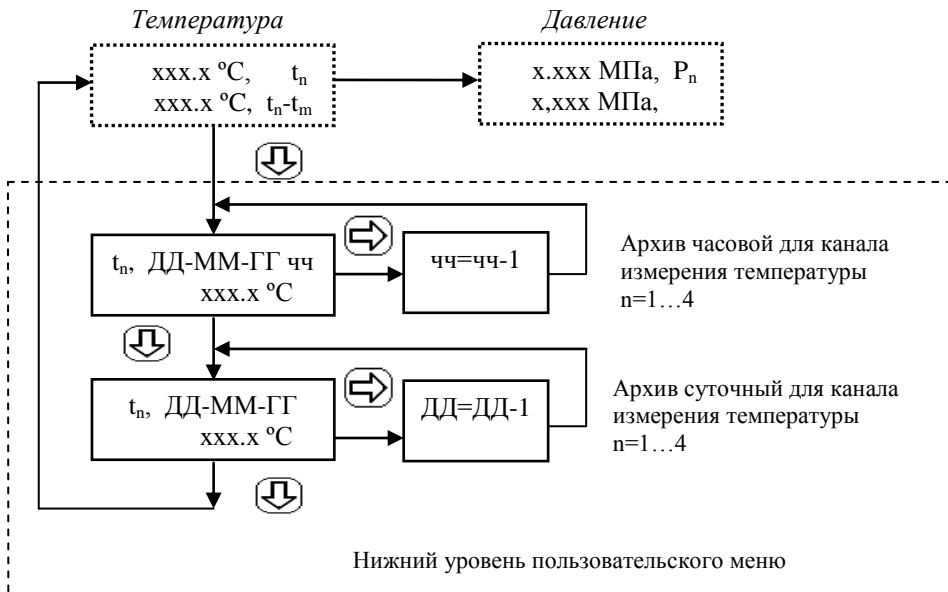 Температура
Давление
xxx.x ºC, tn
xxx.x ºC, tn-tm
x.xxx МПа, Pn
x,xxx МПа,
tn, ДД-ММ-ГГ чч
xxx.x ºC
чч=чч-1
Архив часовой для канала
измерения температуры
n=1…4
tn, ДД-ММ-ГГ
xxx.x ºC
ДД=ДД-1
Архив суточный для канала
измерения температуры
n=1…4
Нижний уровень пользовательского меню